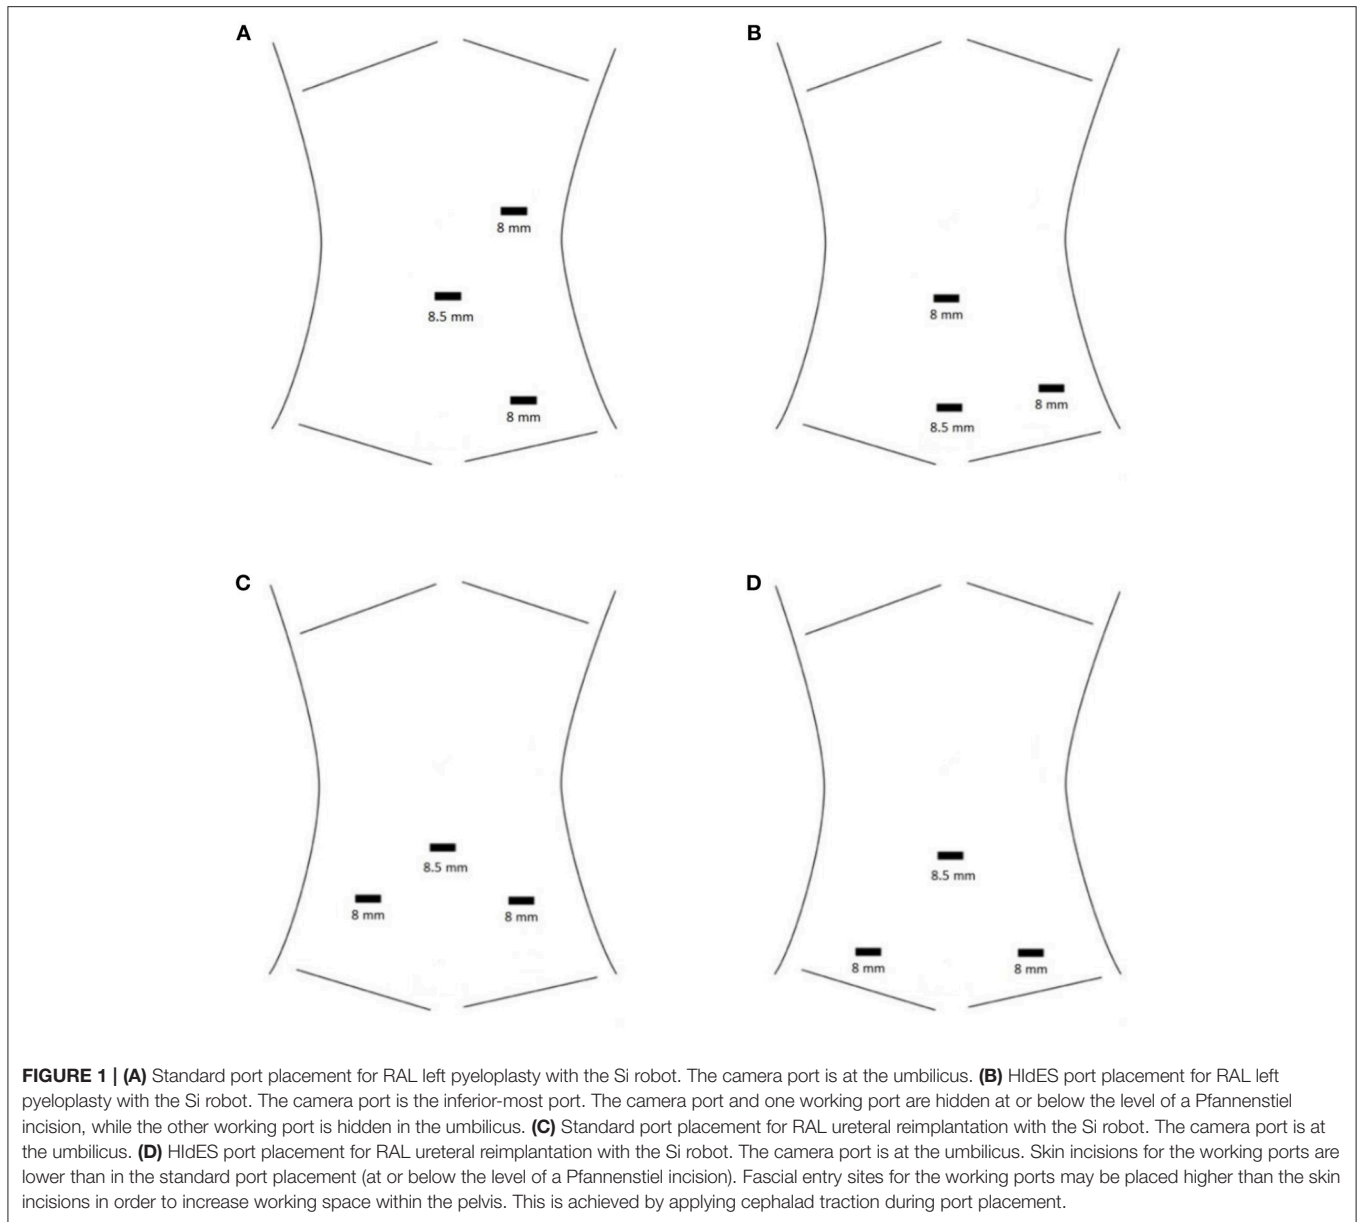 A
B
8 mm
8.5 mm
8 mm
8 mm
8.5 mm
8 mm
C
D
8.5 mm
8 mm
8 mm
8.5 mm
8 mm
8 mm
FIGURE 1 | (A) Standard port placement for RAL left pyeloplasty with the Si robot. The camera port is at the umbilicus. (B) HIdES port placement for RAL left
pyeloplasty with the Si robot. The camera port is the inferior-most port. The camera port and one working port are hidden at or below the level of a Pfannenstiel
incision, while the other working port is hidden in the umbilicus. (C) Standard port placement for RAL ureteral reimplantation with the Si robot. The camera port is at
the umbilicus. (D) HIdES port placement for RAL ureteral reimplantation with the Si robot. The camera port is at the umbilicus. Skin incisions for the working ports are
lower than in the standard port placement (at or below the level of a Pfannenstiel incision). Fascial entry sites for the working ports may be placed higher than the skin
incisions in order to increase working space within the pelvis. This is achieved by applying cephalad traction during port placement.